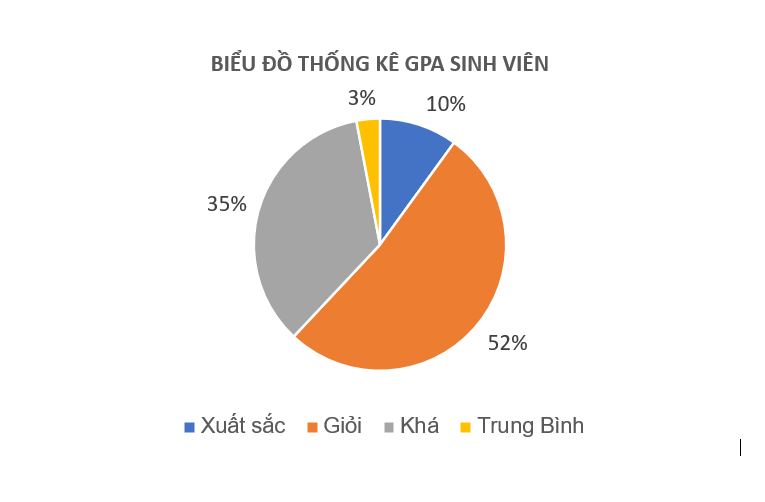 BIỂU ĐỒ THỐNG KÊ GPA SINH VIÊN
3%
10%
35%
52%
Xuất sắc Giỏi Khá Trung Bình